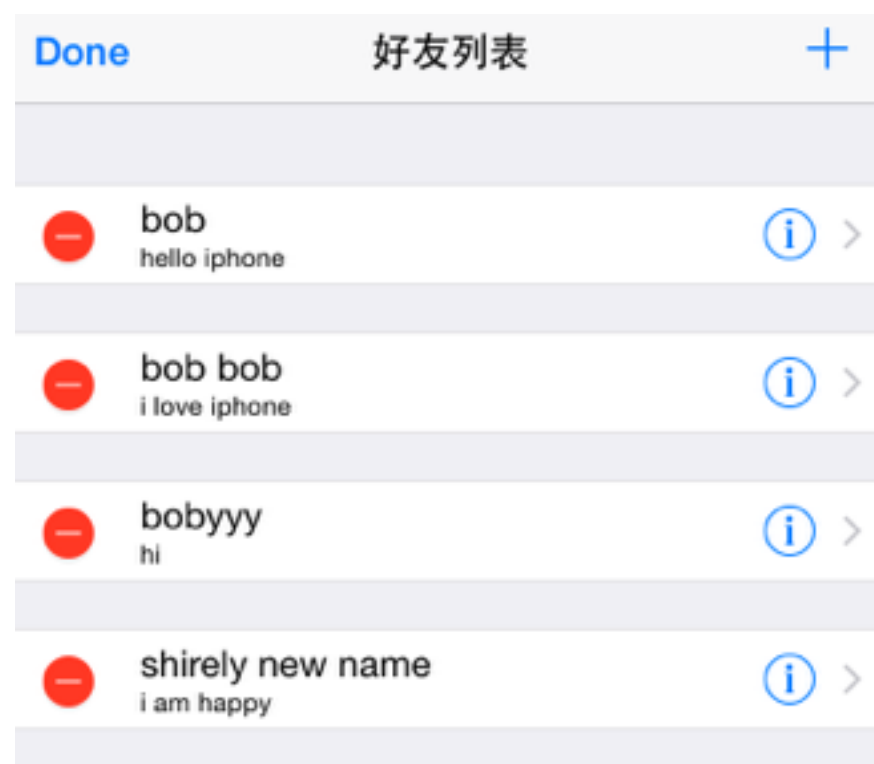 Done 好友列表 +
bob
hello iphone
bob bob
i love iphone
bobyyy
hi
shirely new name
i am happy